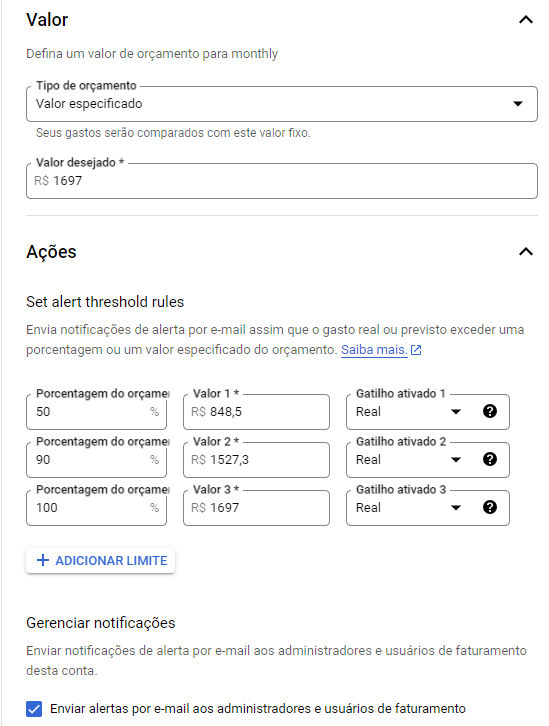 Valor
Defina um valor de orçamento para monthly
Tipo de orçamento
Valor especificado
Seus gastos serão comparados com este valor fixo.
Valor desejado *
R$ 1697
Ações
Set alert threshold rules
Envia notificações de alerta por e-mail assim que o gasto real ou previsto exceder uma
porcentagem ou um valor especificado do orçamento. Saiba mais.
Porcentagem do orçame Valor 1 * Gatilho ativado 1
50 % R$ 848,5 Real ?
Porcentagem do orçame Valor 2 * Gatilho ativado 2
90 % R$ 1527,3 Real ?
Porcentagem do orçame Valor 3 * Gatilho ativado 3
100 % R$ 1697 Real ?
+ ADICIONAR LIMITE
Gerenciar notificações
Enviar notificações de alerta por e-mail aos administradores e usuários de faturamento
desta conta.
Enviar alertas por e-mail aos administradores e usuários de faturamento